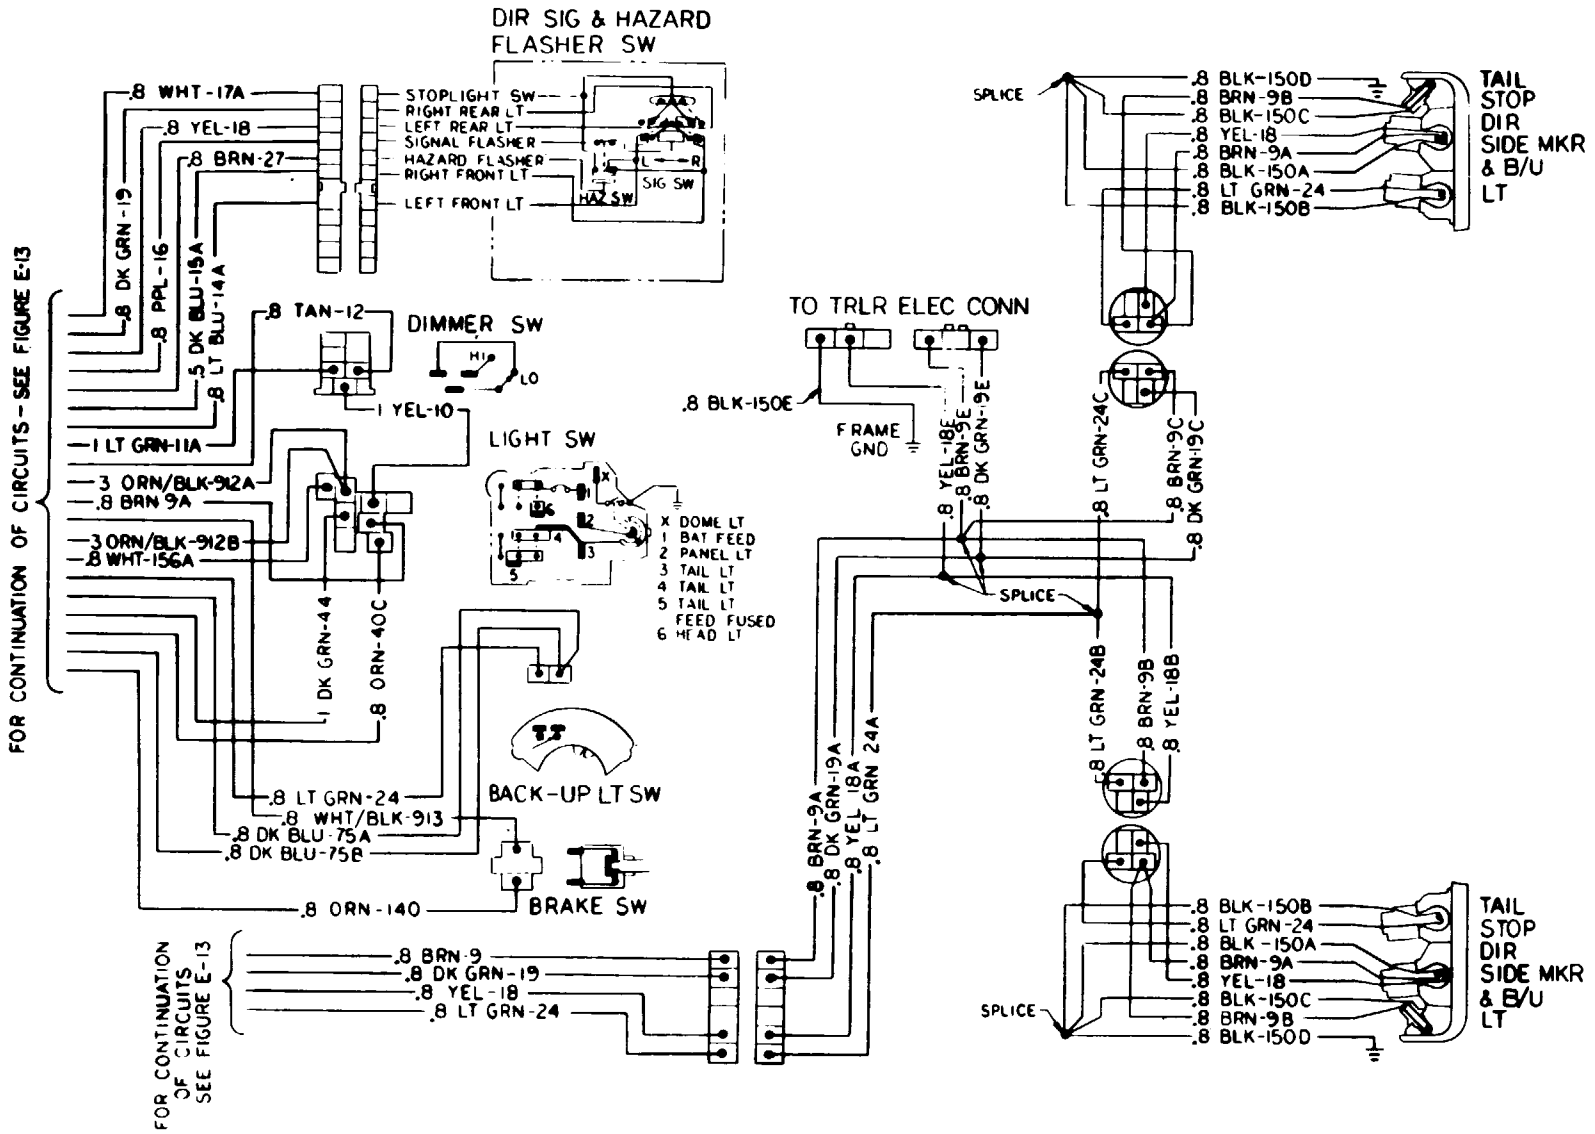 DIR SIG & HAZARD
FLASHER SW
.8 WHT-17A
.8 YEL-18
.8 BRN-27
.8 DK GRN-19
.8 PPL-16
.5 DK BLU-15A
.8 LT BLU-14A
STOPLIGHT SW
RIGHT REAR LT
LEFT REAR LT
SIGNAL FLASHER
HAZARD FLASHER
RIGHT FRONT LT
LEFT FRONT LT
L
R
SIG SW
HAZ SW
FOR CONTINUATION OF CIRCUITS-SEE FIGURE E-13
.8 TAN-12
DIMMER SW
HI
LO
1 YEL-10
1 LT GRN-11A
3 ORN/BLK-912A
.8 BRN 9A
3 ORN/BLK-912B
.8 WHT-156A
LIGHT SW
X
1
6
2
1
4
3
5
X DOME LT
1 BAT FEED
2 PANEL LT
3 TAIL LT
4 TAIL LT
5 TAIL LT
FEED FUSED
6 HEAD LT
1 DK GRN-44
.8 ORN-40C
BACK-UP LT SW
.8 LT GRN-24
.8 WHT/BLK-913
.8 DK BLU-75A
.8 DK BLU-75B
.8 ORN-140
BRAKE SW
FOR CONTINUATION
OF CIRCUITS
SEE FIGURE E-13
.8 BRN-9
.8 DK GRN-19
.8 YEL-18
.8 LT GRN-24
TO TRLR ELEC CONN
.8 BLK-150E
FRAME
GND
.8 YEL-18E
.8 BRN-9E
.8 DK GRN-19E
.8 LT GRN-24C
.8 BRN-9C
.8 DK GRN-19C
SPLICE
.8 BRN-9A
.8 DK GRN-19A
.8 YEL 18A
.8 LT GRN 24A
.8 LT GRN-24B
.8 BRN-9B
.8 YEL-18B
SPLICE
.8 BLK-150D
.8 BRN-9B
.8 BLK-150C
.8 YEL-18
.8 BRN-9A
.8 BLK-150A
.8 LT GRN-24
.8 BLK-150B
TAIL
STOP
DIR
SIDE MKR
& B/U
LT
SPLICE
.8 BLK-150B
.8 LT GRN-24
.8 BLK-150A
.8 BRN-9A
.8 YEL-18
.8 BLK-150C
.8 BRN-9B
.8 BLK-150D
TAIL
STOP
DIR
SIDE MKR
& B/U
LT